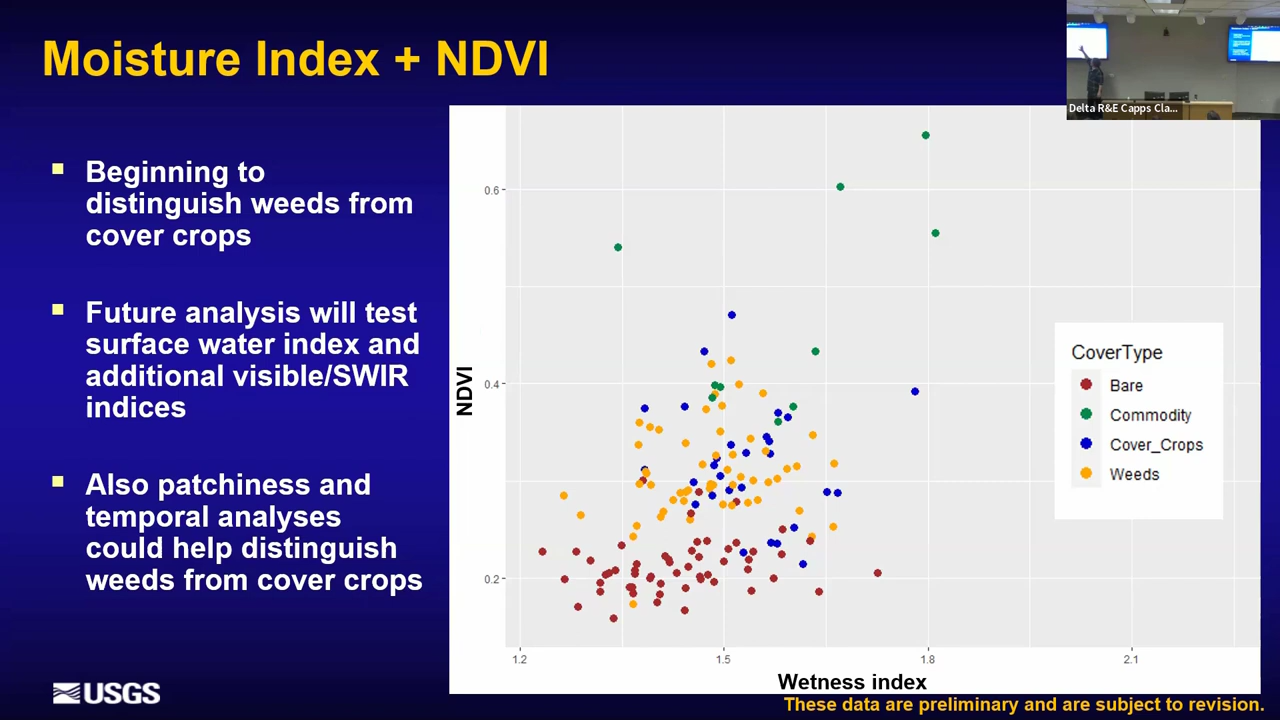 Moisture Index + NDVI
Delta R&E Capps Cla...
Beginning to
distinguish weeds from
cover crops
Future analysis will test
surface water index and
additional visible/SWIR
indices
Also patchiness and
temporal analyses
could help distinguish
weeds from cover crops
USGS
NDVI
0.6
0.4
0.2
1.2
1.5
1.8
2.1
Wetness index
CoverType
Bare
Commodity
Cover_Crops
Weeds
These data are preliminary and are subject to revision.